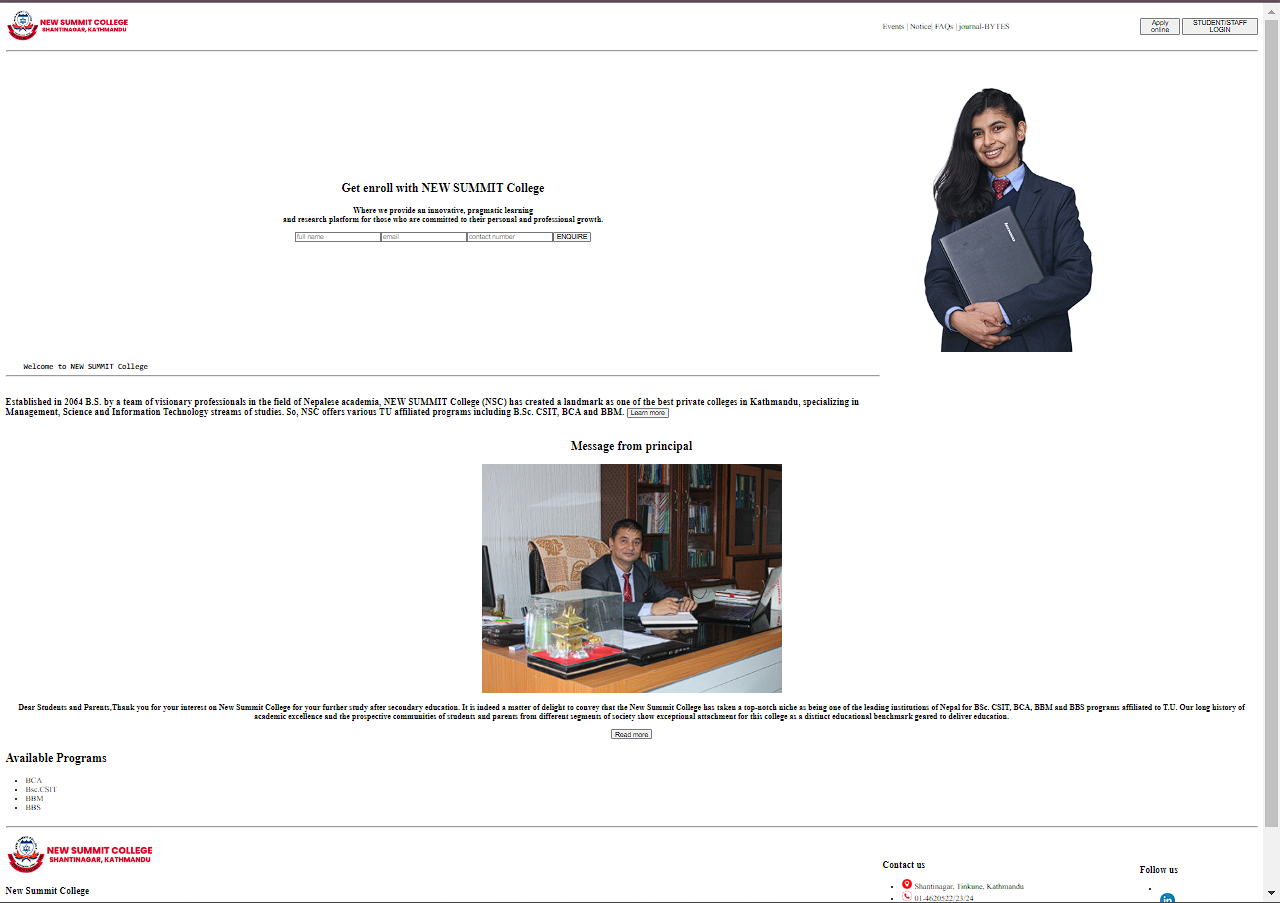 NEW SUMMIT COLLEGE
SHANTINAGAR, KATHMANDU
Events | Notice| FAQs | journal-BYTES
Apply online
STUDENT/STAFF LOGIN
Get enroll with NEW SUMMIT College
Where we provide an innovative, pragmatic learning
and research platform for those who are committed to their personal and professional growth.
full name email contact number ENQUIRE
lenovo
Welcome to NEW SUMMIT College
Established in 2064 B.S. by a team of visionary professionals in the field of Nepalese academia, NEW SUMMIT College (NSC) has created a landmark as one of the best private colleges in Kathmandu, specializing in
Management, Science and Information Technology streams of studies. So, NSC offers various TU affiliated programs including B.Sc. CSIT, BCA and BBM. Learn more
Message from principal
Dear Students and Parents,Thank you for your interest on New Summit College for your further study after secondary education. It is indeed a matter of delight to convey that the New Summit College has taken a top-notch niche as being one of the leading institutions of Nepal for BSc. CSIT, BCA, BBM and BBS programs affiliated to T.U. Our long history of
academic excellence and the prospective communities of students and parents from different segments of society show exceptional attachment for this college as a distinct educational benchmark geared to deliver education.
Read more
Available Programs
BCA
Bsc.CSIT
BBM
BBS
NEW SUMMIT COLLEGE
SHANTINAGAR, KATHMANDU
New Summit College
Contact us
Shantinagar, Tinkune, Kathmandu
01-4620522/23/24
Follow us
in